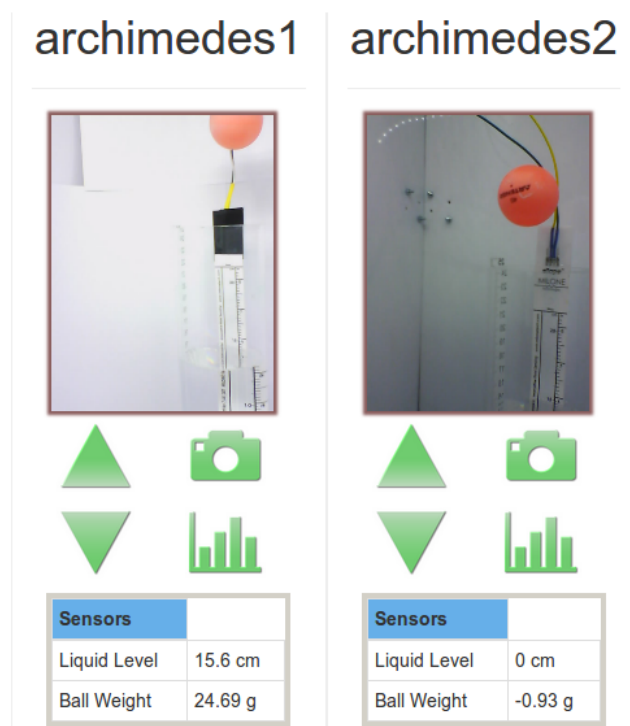 archimedes1
Sensors
Liquid Level 15.6 cm
Ball Weight 24.69 g
archimedes2
MILONE
Sensors
Liquid Level 0 cm
Ball Weight -0.93 g